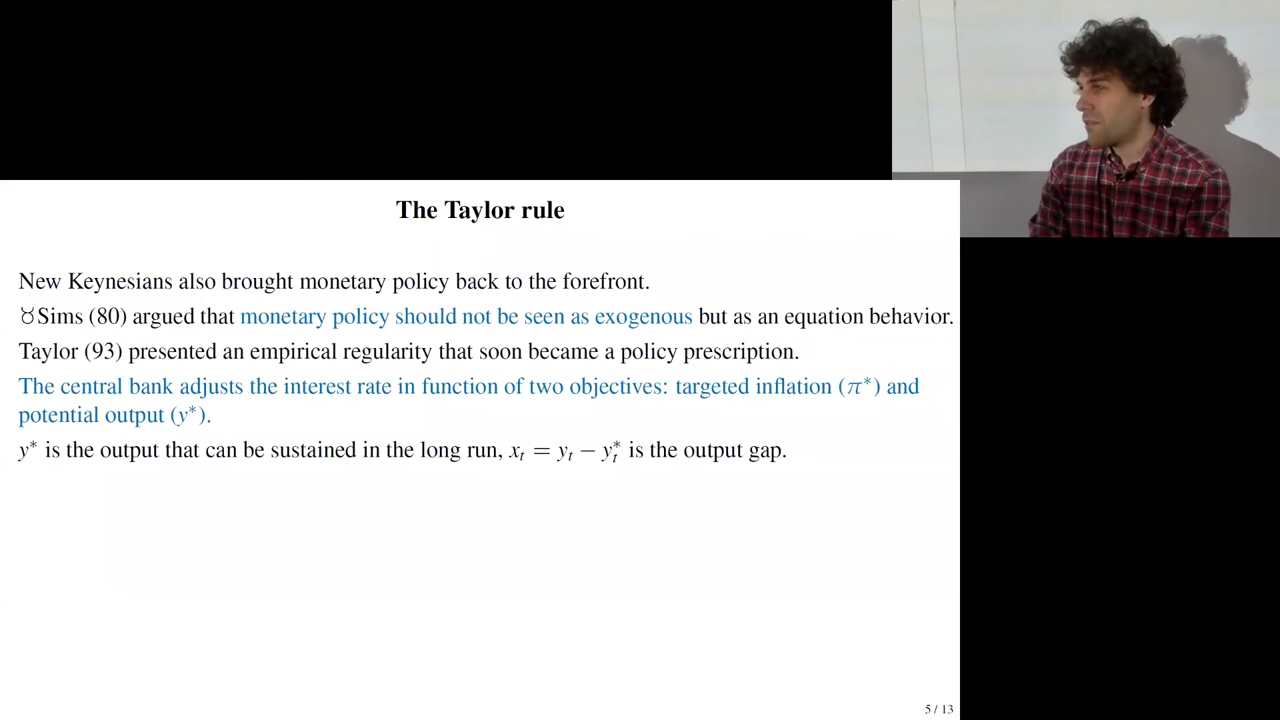 The Taylor rule
New Keynesians also brought monetary policy back to the forefront.
♉Sims (80) argued that monetary policy should not be seen as exogenous but as an equation behavior.
Taylor (93) presented an empirical regularity that soon became a policy prescription.
The central bank adjusts the interest rate in function of two objectives: targeted inflation (π*) and
potential output (y*).
y* is the output that can be sustained in the long run, xₜ = yₜ − yₜ* is the output gap.
5 / 13